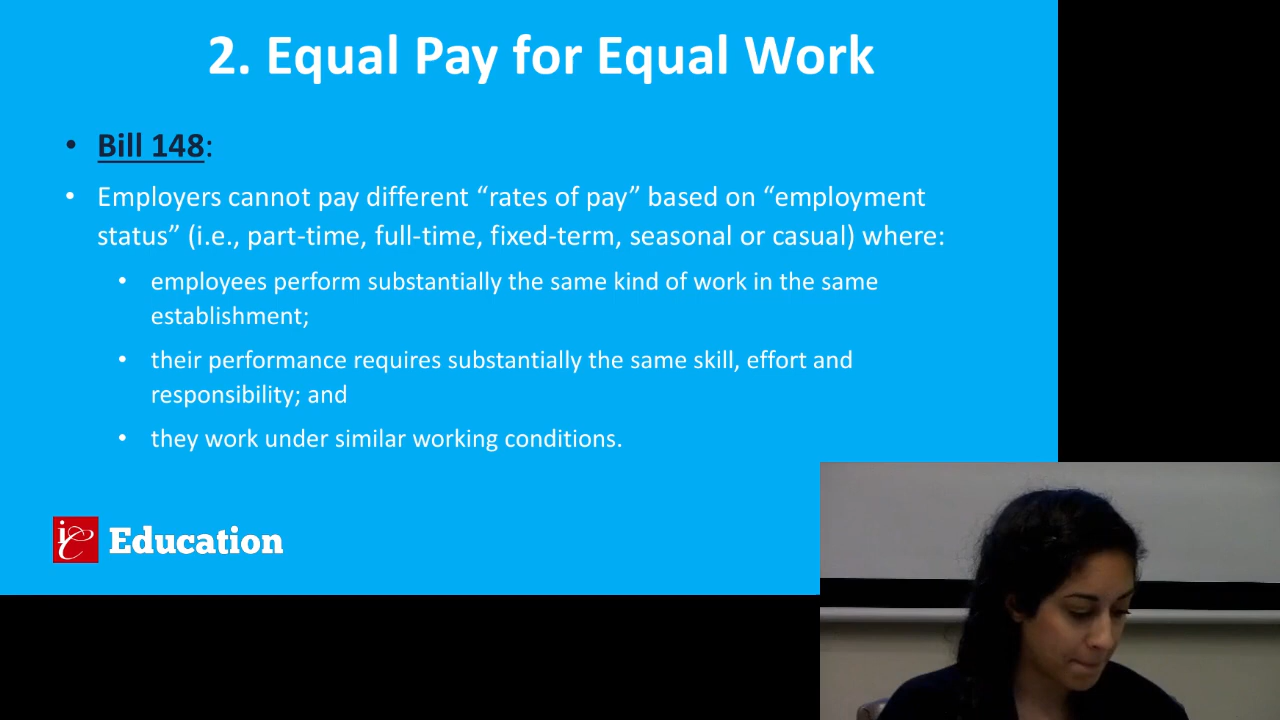 2. Equal Pay for Equal Work
• Bill 148:
• Employers cannot pay different “rates of pay” based on “employment
status” (i.e., part-time, full-time, fixed-term, seasonal or casual) where:
• employees perform substantially the same kind of work in the same
establishment;
• their performance requires substantially the same skill, effort and
responsibility; and
• they work under similar working conditions.
ic Education